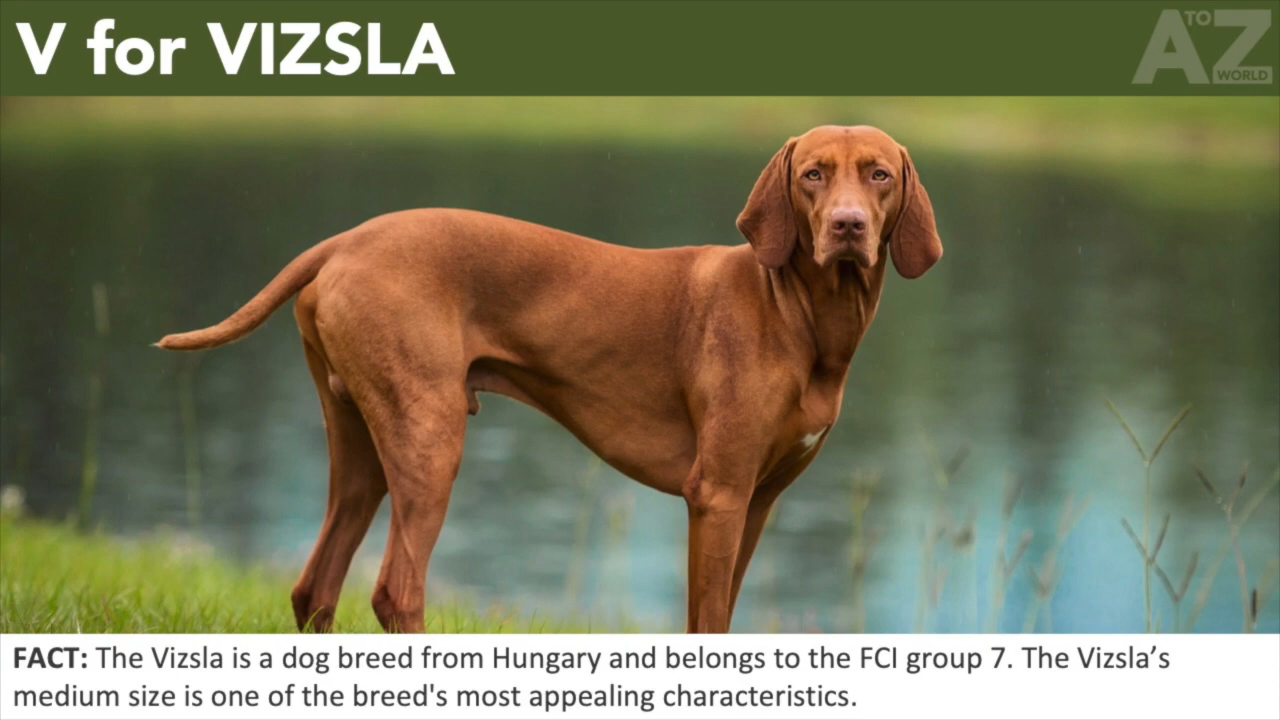 V for VIZSLA
A TO Z
WORLD
FACT: The Vizsla is a dog breed from Hungary and belongs to the FCI group 7. The Vizsla’s
medium size is one of the breed's most appealing characteristics.